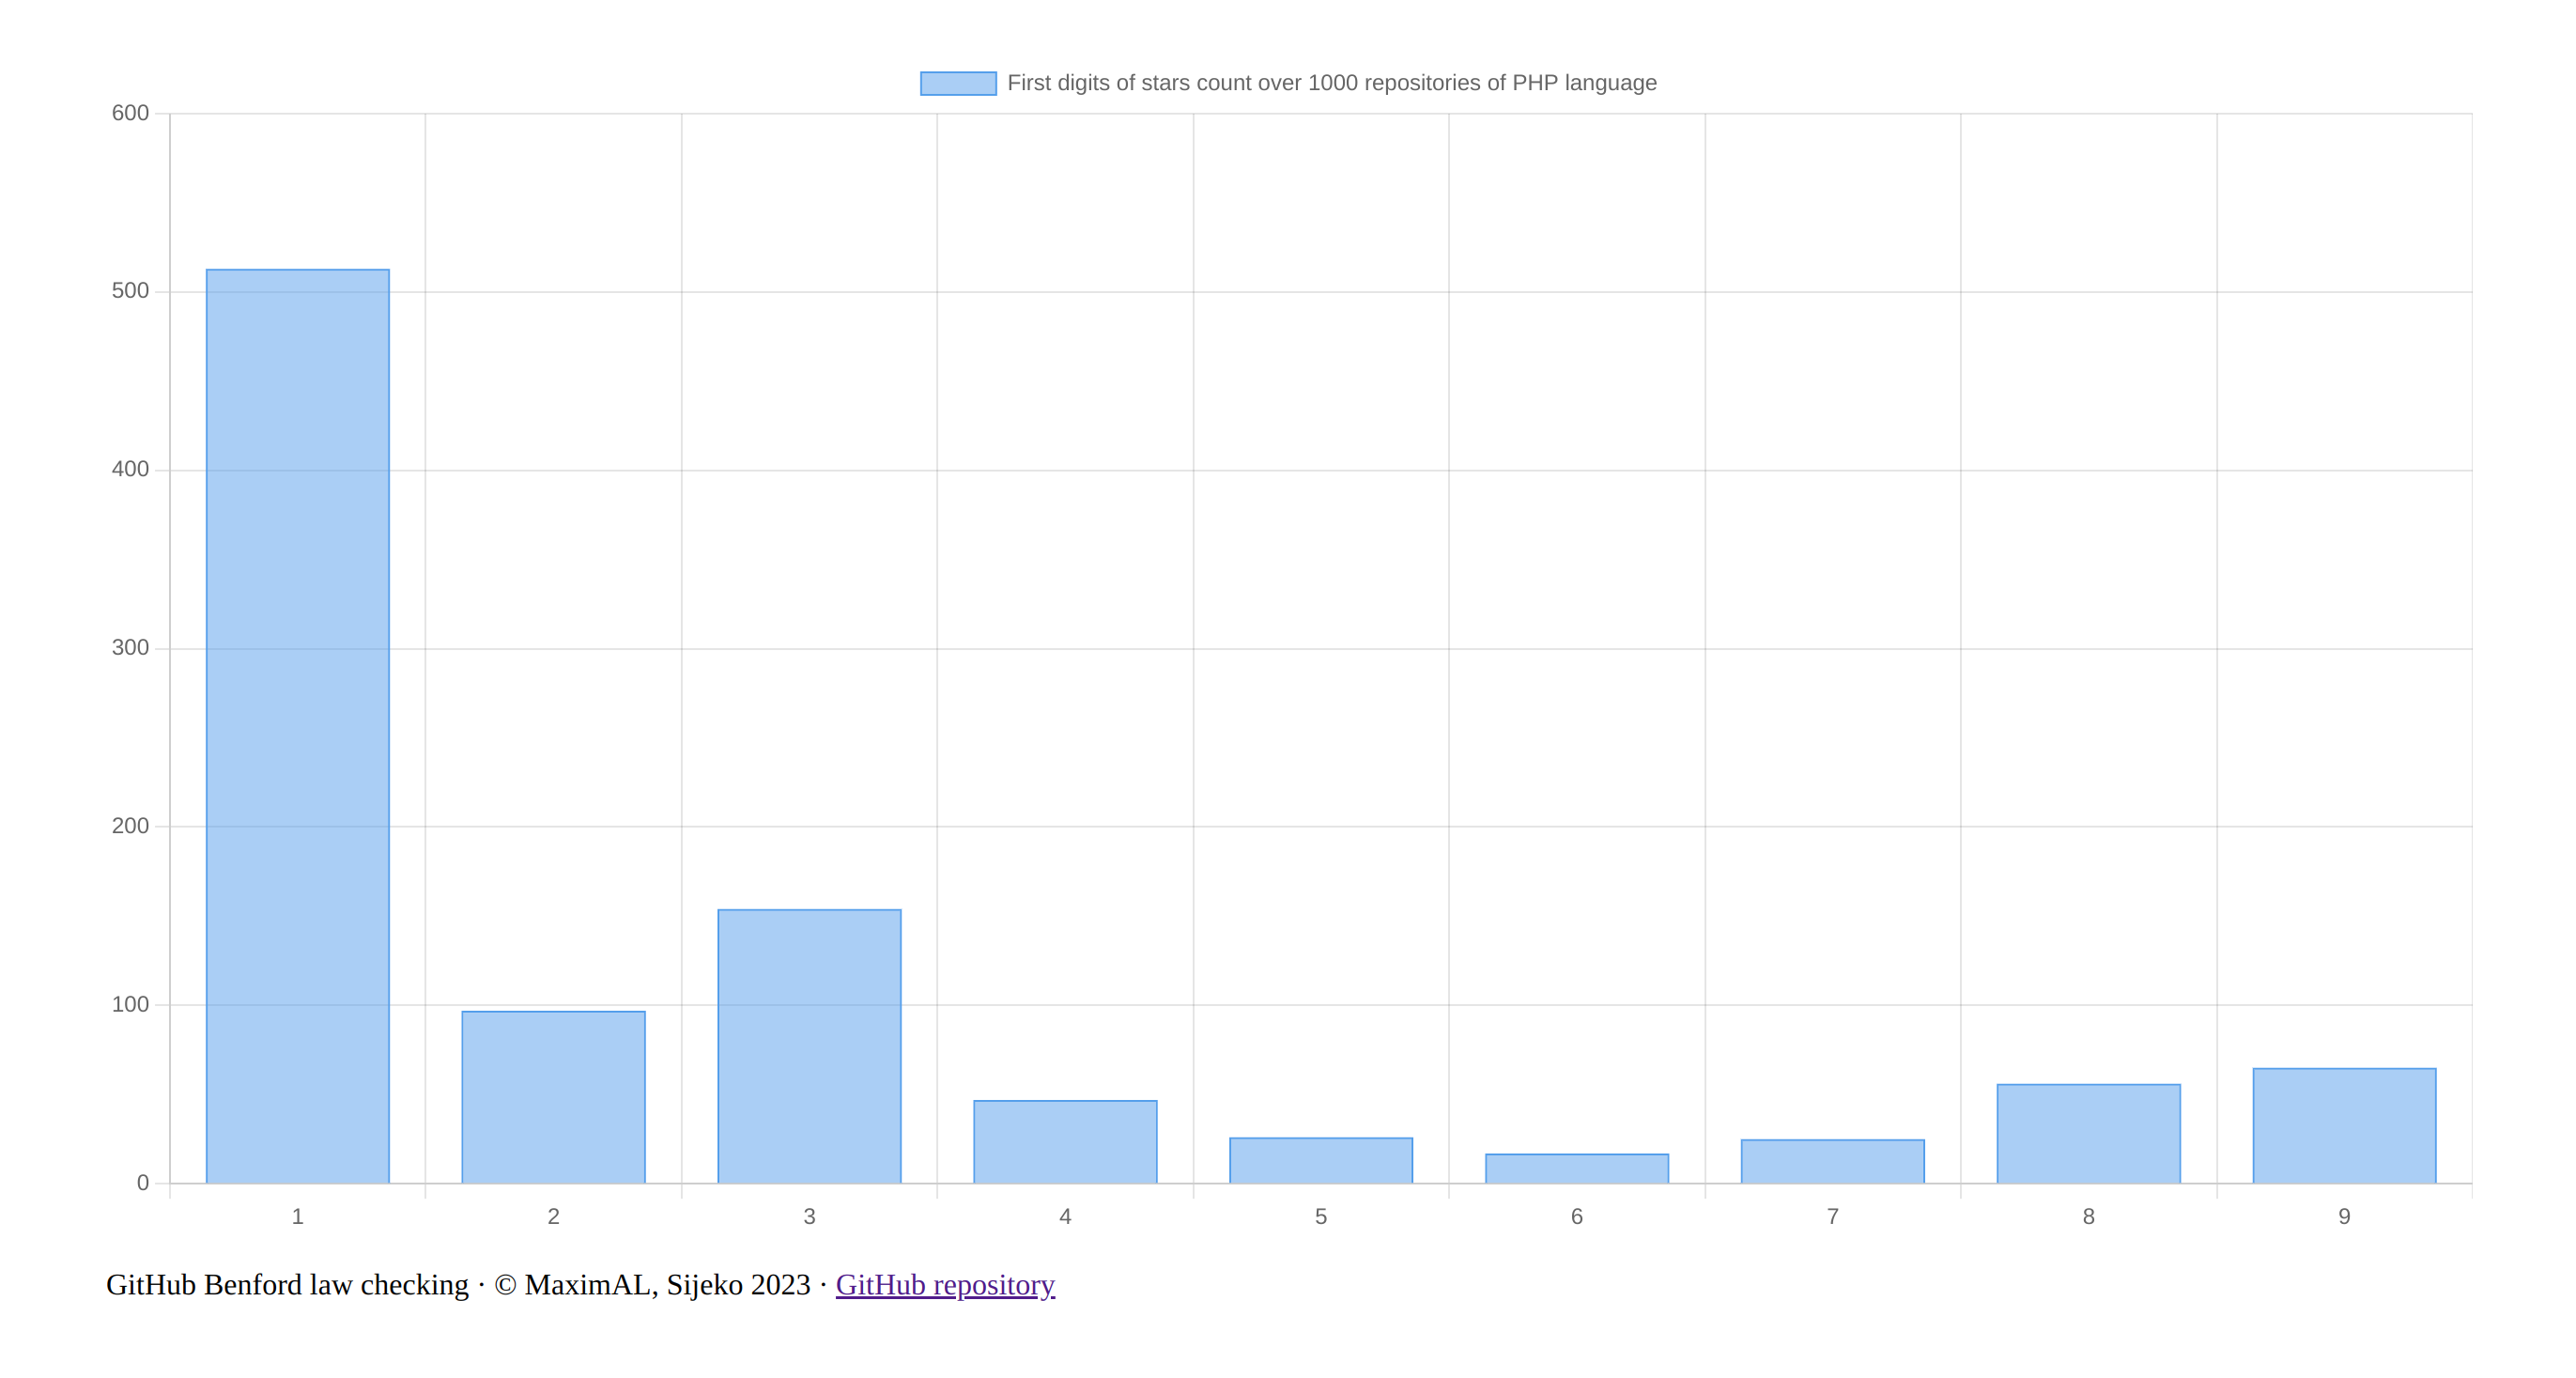 First digits of stars count over 1000 repositories of PHP language
600
500
400
300
200
100
0
1 2 3 4 5 6 7 8 9
GitHub Benford law checking · © MaximAL, Sijeko 2023 · GitHub repository